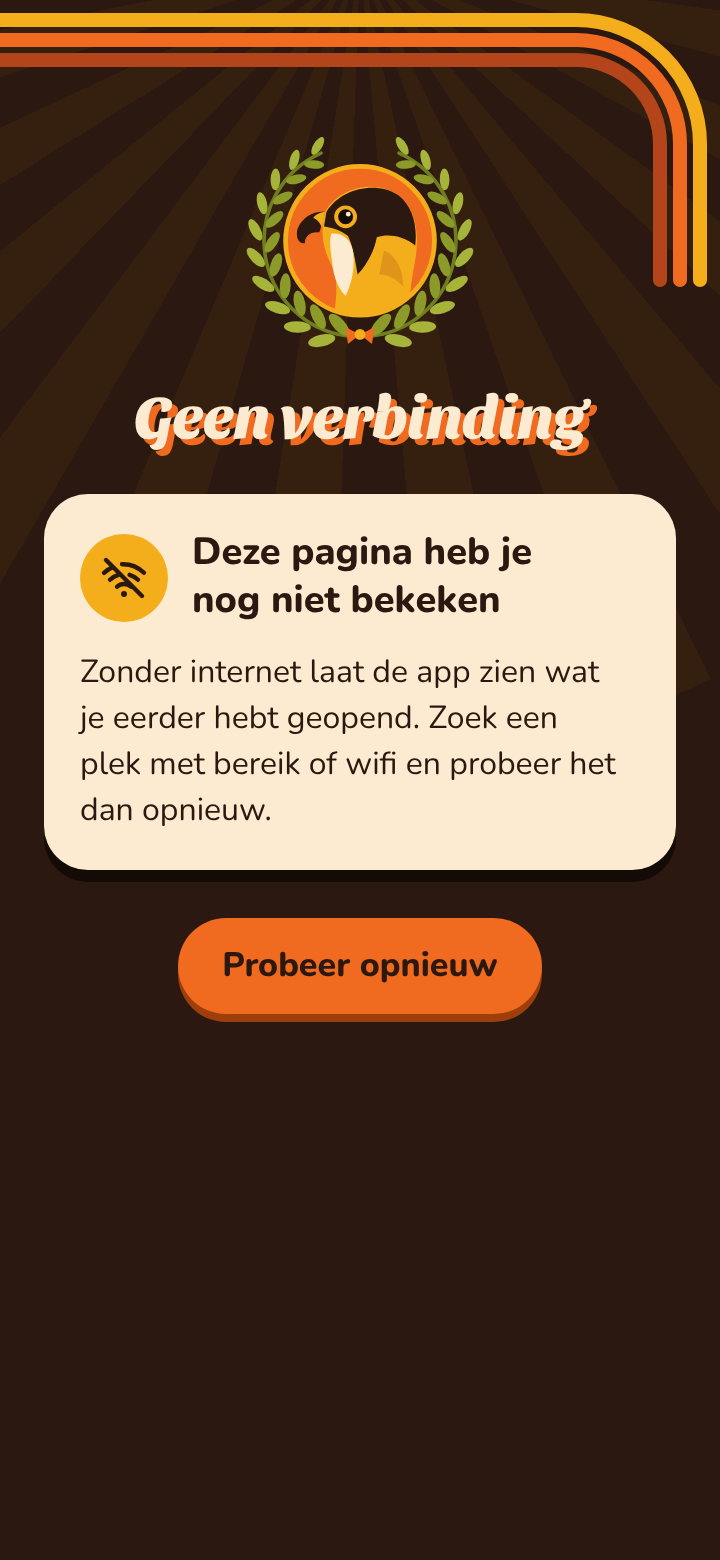 Geen verbinding
Deze pagina heb je
nog niet bekeken
Zonder internet laat de app zien wat
je eerder hebt geopend. Zoek een
plek met bereik of wifi en probeer het
dan opnieuw.
Probeer opnieuw